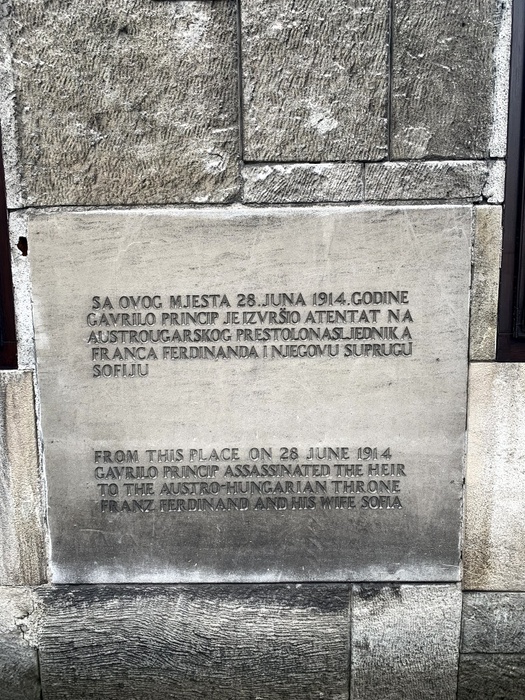 SA OVOG MJESTA 28. JUNA 1914. GODINE
GAVRILO PRINCIP JE IZVRŠIO ATENTAT NA
AUSTROUGARSKOG PRESTOLONASLJEDNIKA
FRANCA FERDINANDA I NJEGOVU SUPRUGU
SOFIJU
FROM THIS PLACE ON 28 JUNE 1914
GAVRILO PRINCIP ASSASSINATED THE HEIR
TO THE AUSTRO-HUNGARIAN THRONE
FRANZ FERDINAND AND HIS WIFE SOFIA